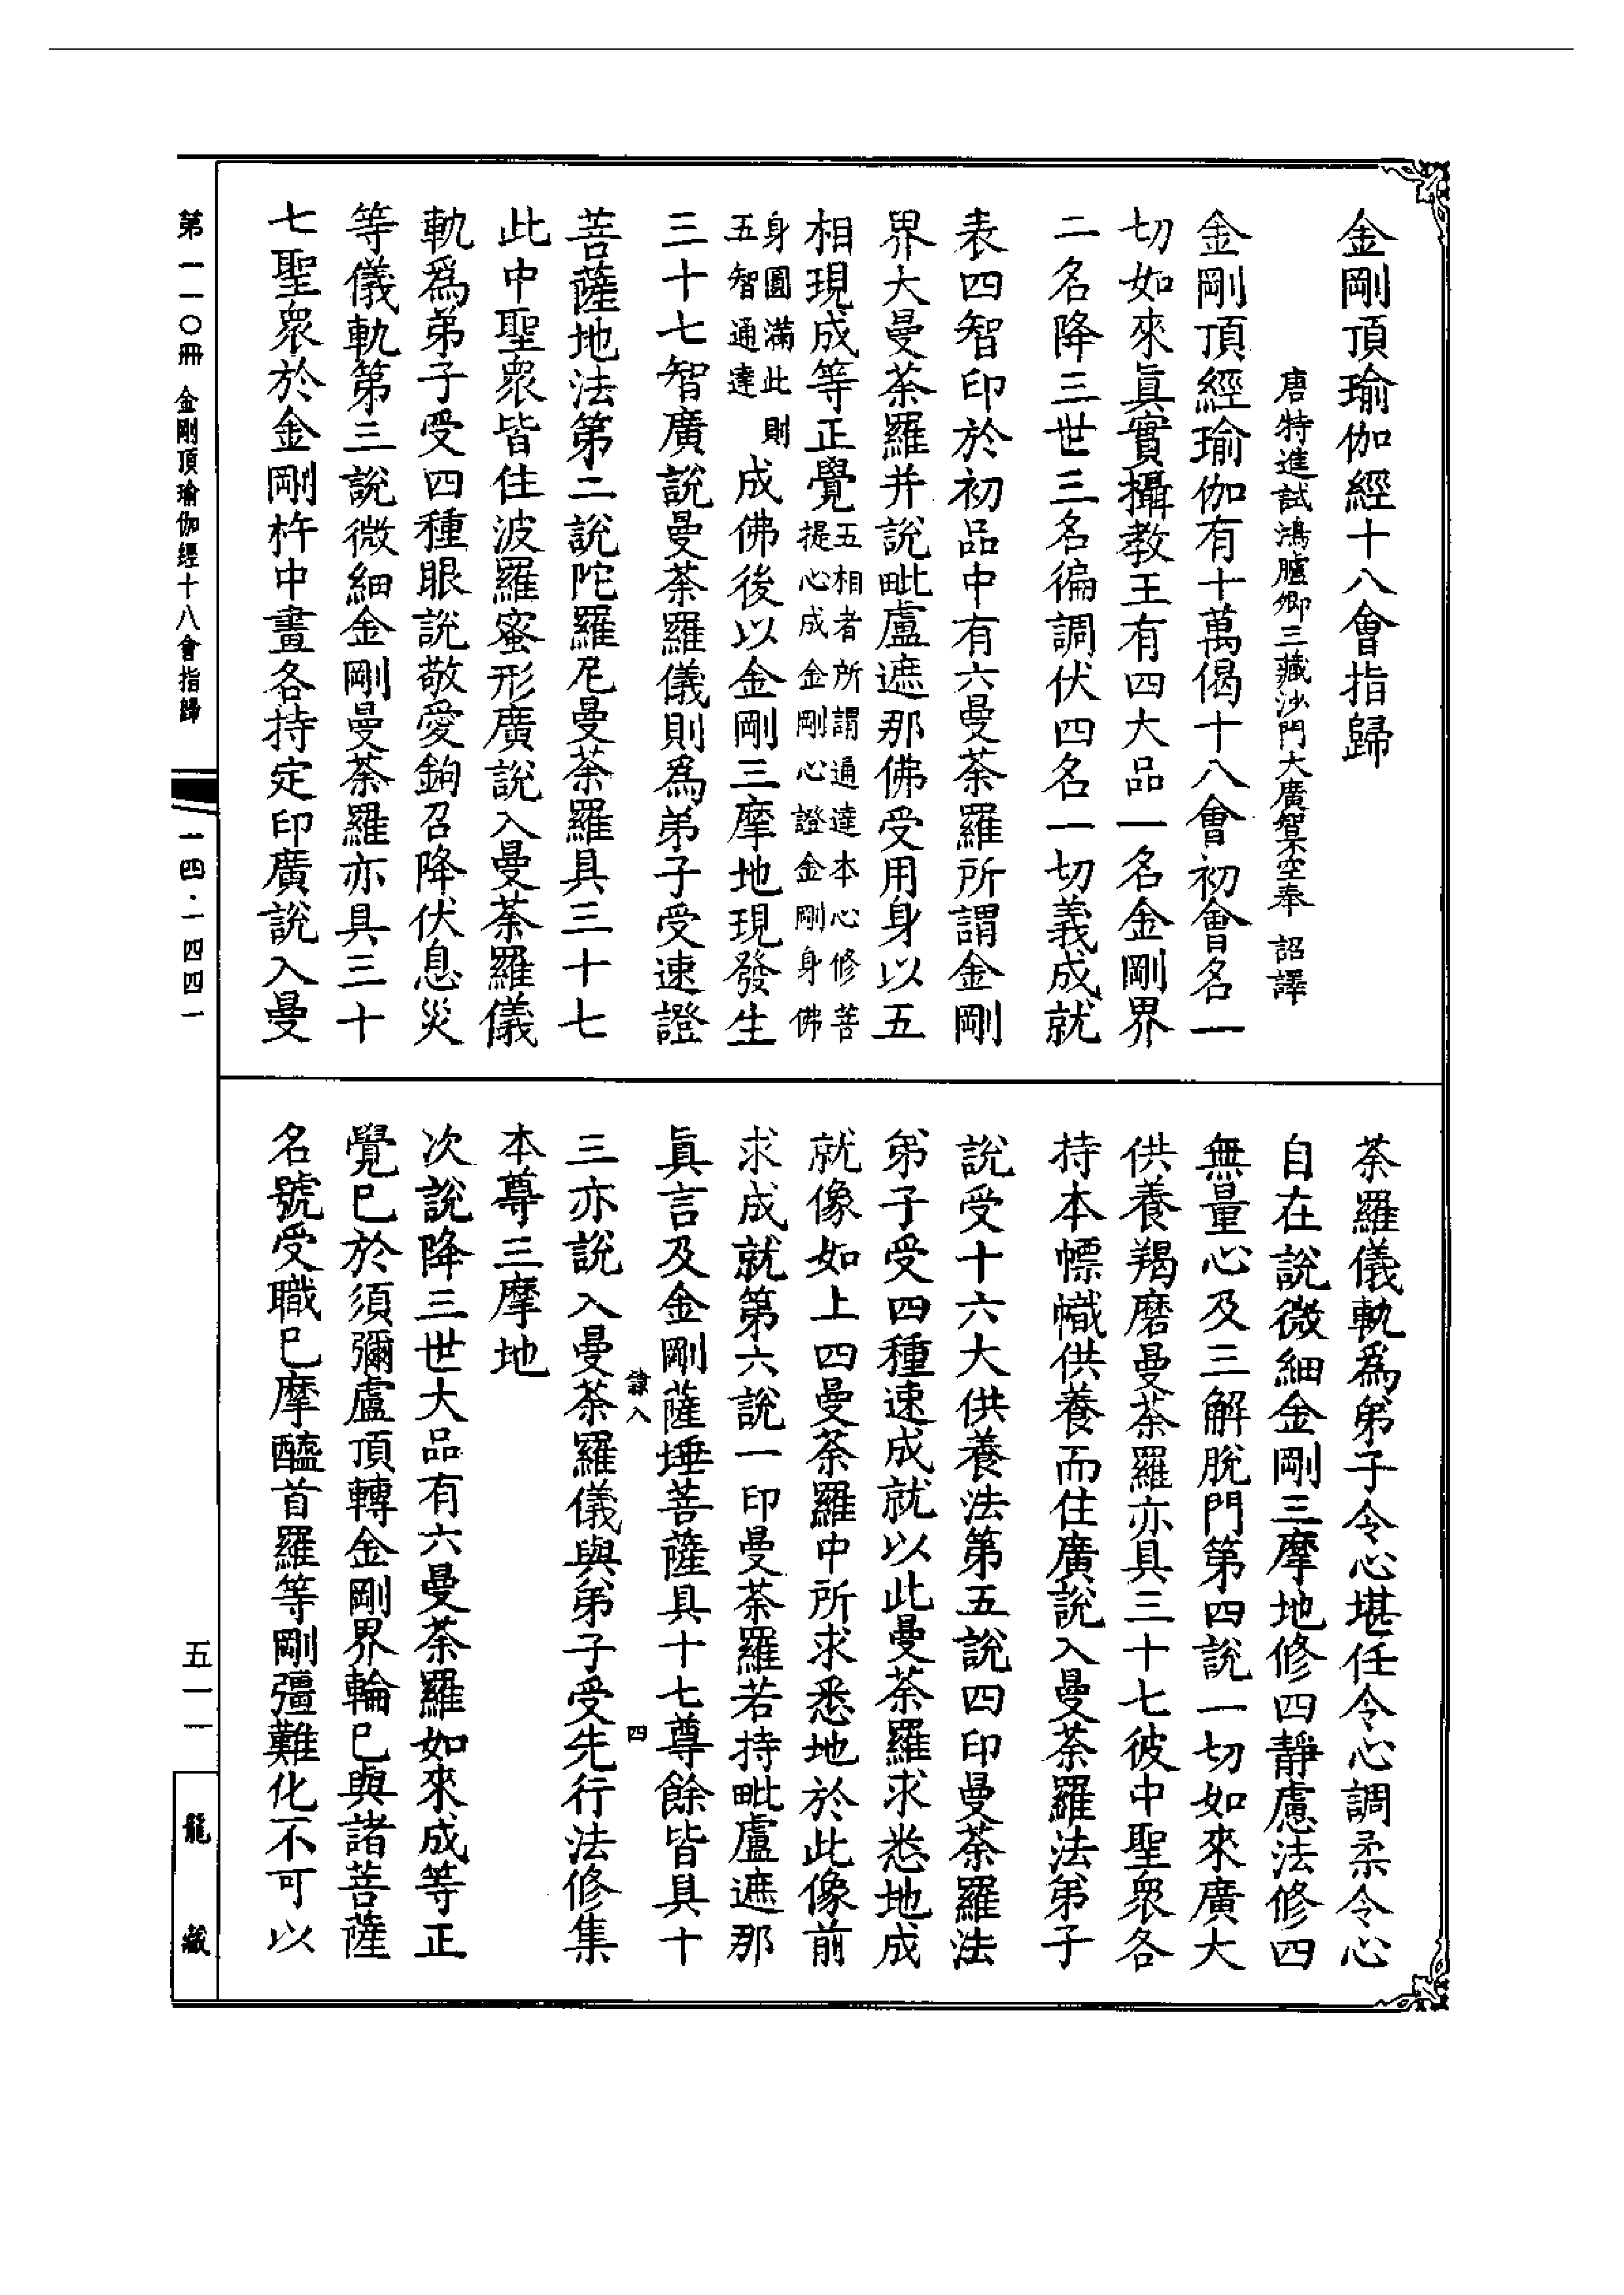 金剛頂瑜伽經十八會指歸
唐特進試鴻臚卿三藏沙門大廣智不空奉 詔譯
金剛頂經瑜伽有十萬偈十八會初會名一
切如來眞實攝教王有四大品一名金剛界
二名降三世三名徧調伏四名一切義成就
表四智印於初品中有六曼荼羅所謂金剛
界大曼荼羅并說毗盧遮那佛受用身以五
相現成等正覺五相者所謂通達本心修菩
提心成金剛心證金剛身佛
身圓滿此則
五智通達
成佛後以金剛三摩地現發生
三十七智廣說曼荼羅儀則爲弟子受速證
菩薩地法第二說陀羅尼曼荼羅具三十七
此中聖眾皆住波羅蜜形廣說入曼荼羅儀
軌爲弟子受四種眼說敬愛鉤召降伏息災
等儀軌第三說微細金剛曼荼羅亦具三十
七聖眾於金剛杵中畫各持定印廣說入曼
荼羅儀軌爲弟子令心堪任令心調柔令心
自在說微細金剛三摩地修四靜慮法修四
無量心及三解脫門第四說一切如來廣大
供養羯磨曼荼羅亦具三十七彼中聖眾各
持本幖幟供養而住廣說入曼荼羅法弟子
說受十六大供養法第五說四印曼荼羅法
弟子受四種速成就以此曼荼羅求悉地成
就像如上四曼荼羅中所求悉地於此像前
求成就第六說一印曼荼羅若持毗盧遮那
眞言及金剛薩埵菩薩具十七尊餘皆具十
隸八 四
三亦說入曼荼羅儀與弟子受先行法修集
本尊三摩地
次說降三世大品有六曼荼羅如來成等正
覺巳於須彌盧頂轉金剛界輪巳與諸菩薩
名號受職巳摩醯首羅等剛彊難化不可以
第一一〇冊 金剛頂瑜伽經十八會指歸
一四·一四四一
五一一
龍藏